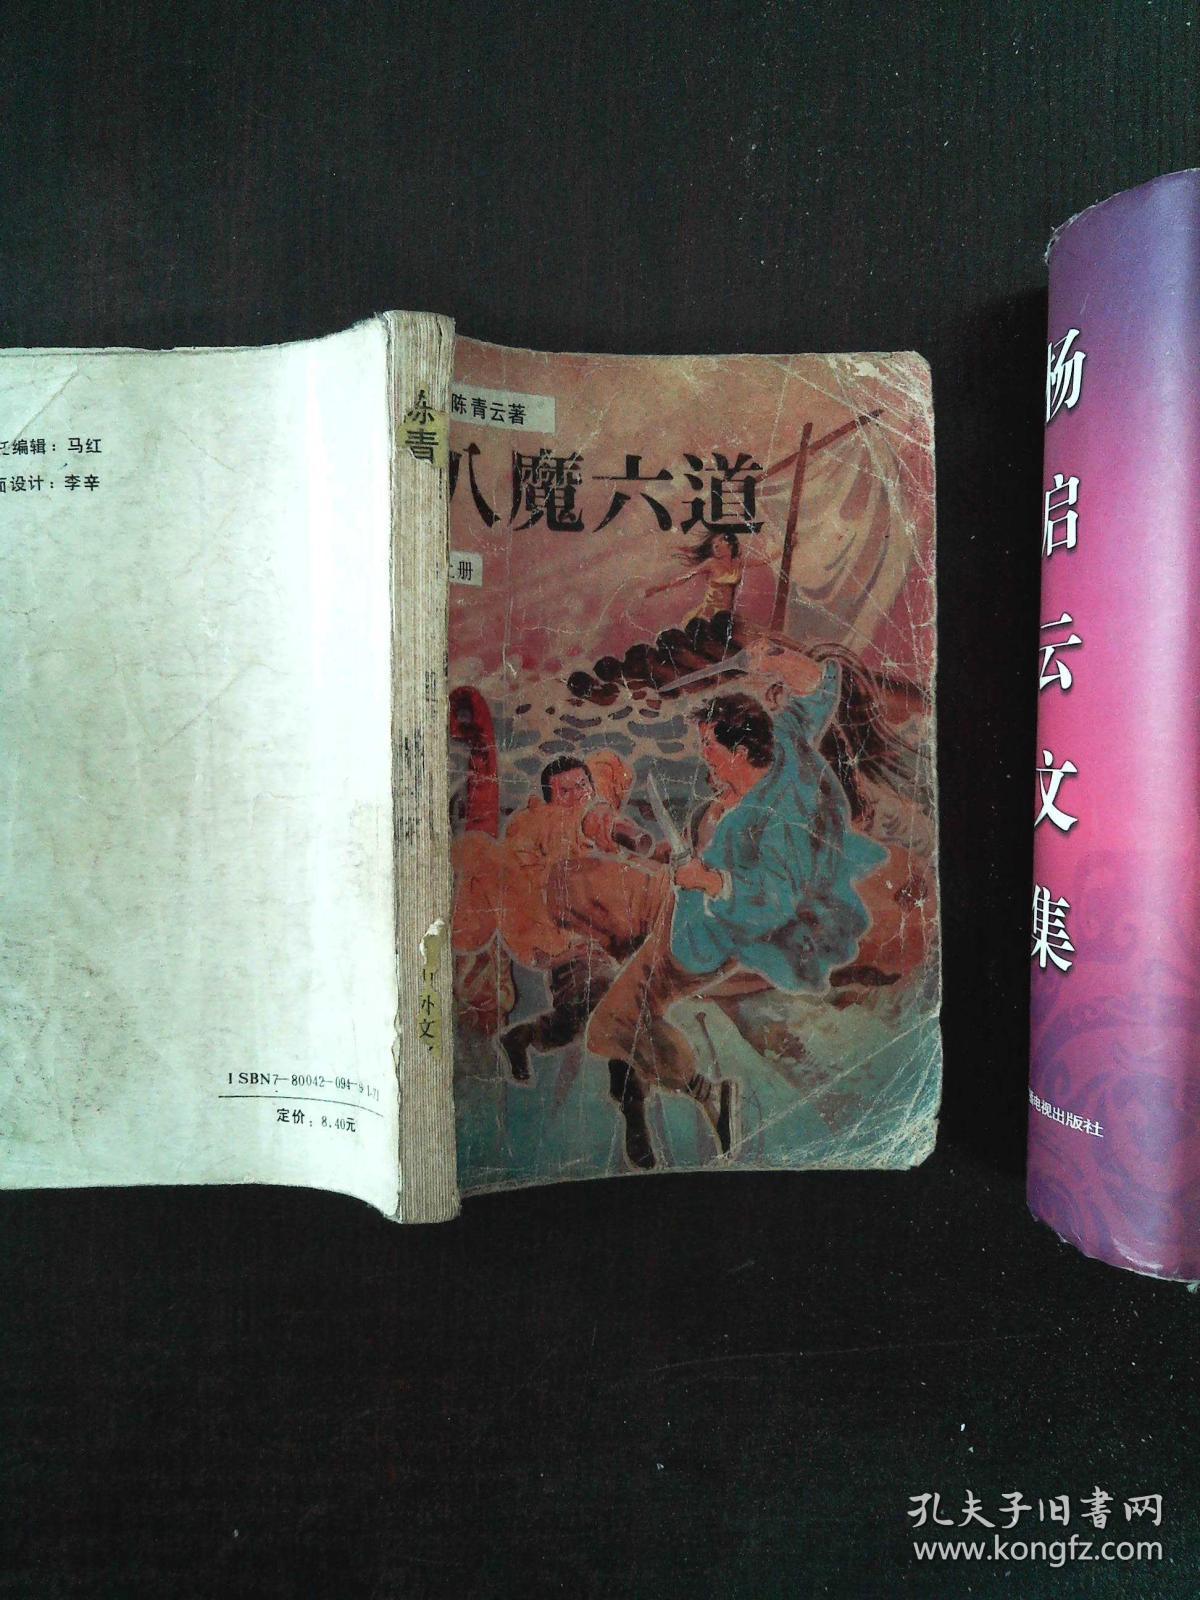 编辑：马红
设计：李辛
ISBN7—80042—094—9/I.71
定价：8.40元
陈青
外文
陈青云著
八魔六道
上册
杨启云文集
电视出版社
孔夫子旧书网
www.kongfz.com